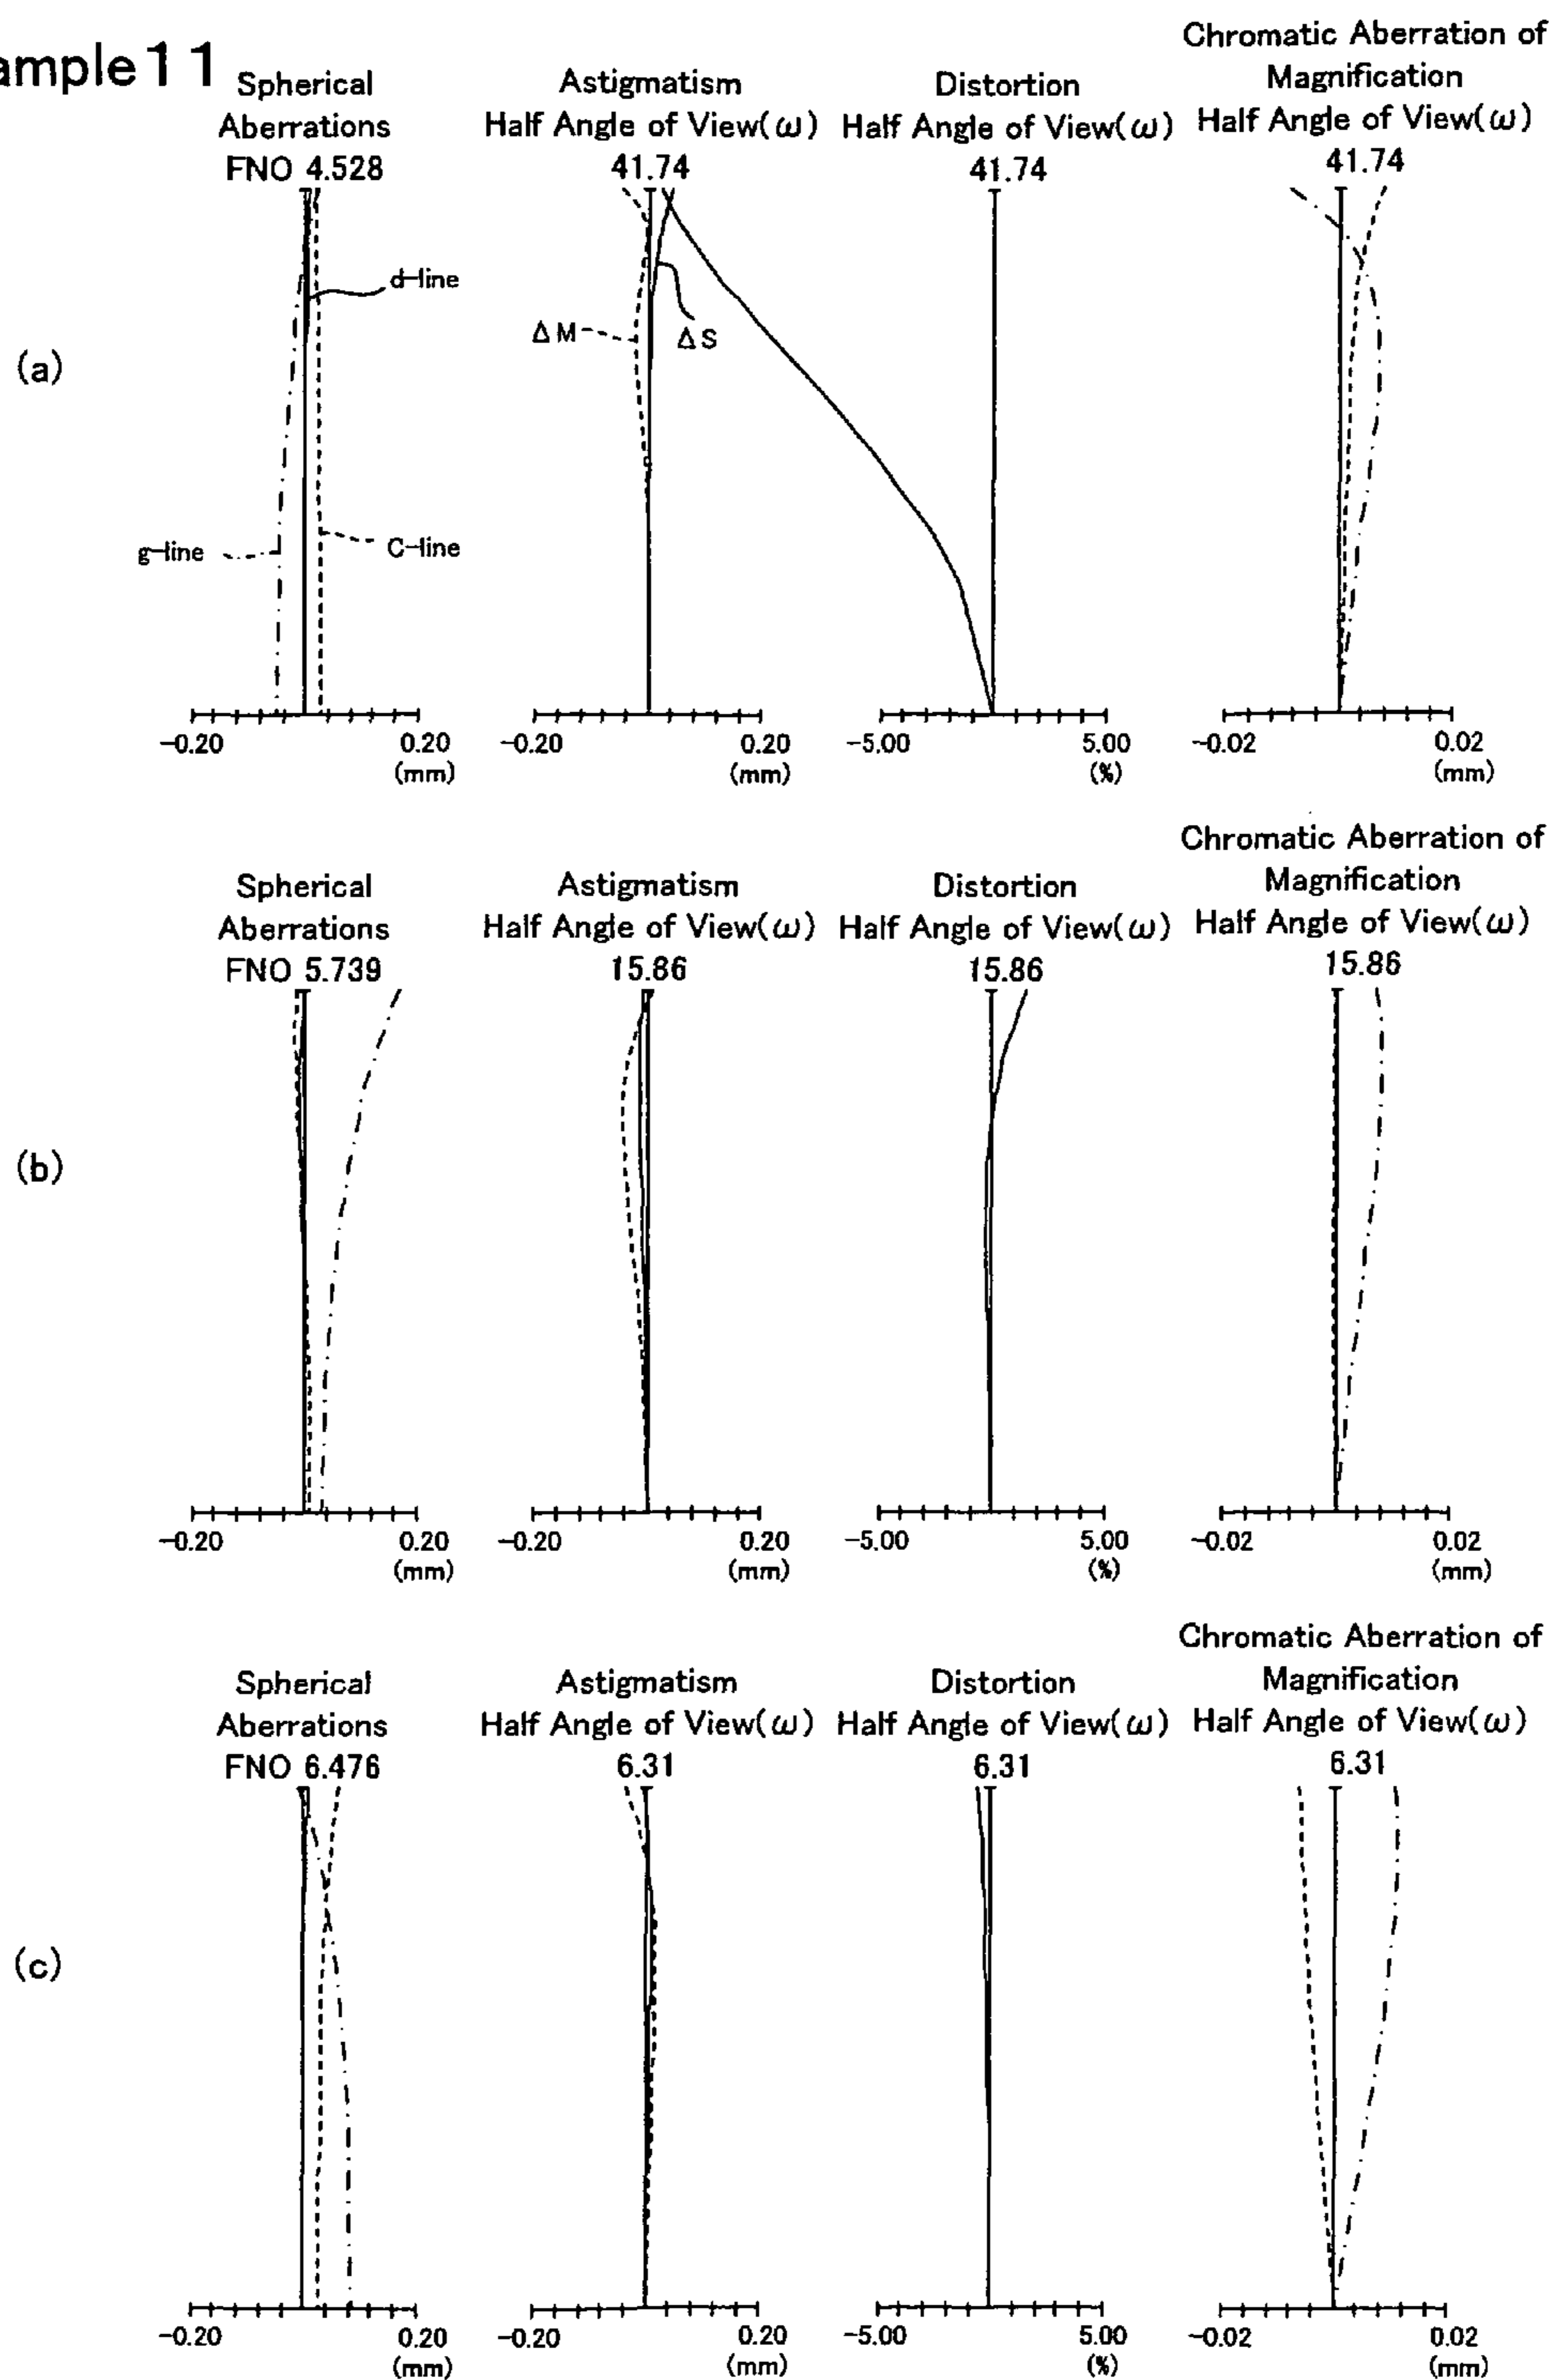 ample 11
Spherical
Aberrations
FNO 4.528
Astigmatism
Half Angle of View(ω)
41.74
Distortion
Half Angle of View(ω)
41.74
Chromatic Aberration of
Magnification
Half Angle of View(ω)
41.74
(a)
d-line
g-line
C-line
ΔM
ΔS
-0.20 0.20
(mm)
-0.20 0.20
(mm)
-5.00 5.00
(%)
-0.02 0.02
(mm)
Spherical
Aberrations
FNO 5.739
Astigmatism
Half Angle of View(ω)
15.86
Distortion
Half Angle of View(ω)
15.86
Chromatic Aberration of
Magnification
Half Angle of View(ω)
15.86
(b)
-0.20 0.20
(mm)
-0.20 0.20
(mm)
-5.00 5.00
(%)
-0.02 0.02
(mm)
Spherical
Aberrations
FNO 6.476
Astigmatism
Half Angle of View(ω)
6.31
Distortion
Half Angle of View(ω)
6.31
Chromatic Aberration of
Magnification
Half Angle of View(ω)
6.31
(c)
-0.20 0.20
(mm)
-0.20 0.20
(mm)
-5.00 5.00
(%)
-0.02 0.02
(mm)